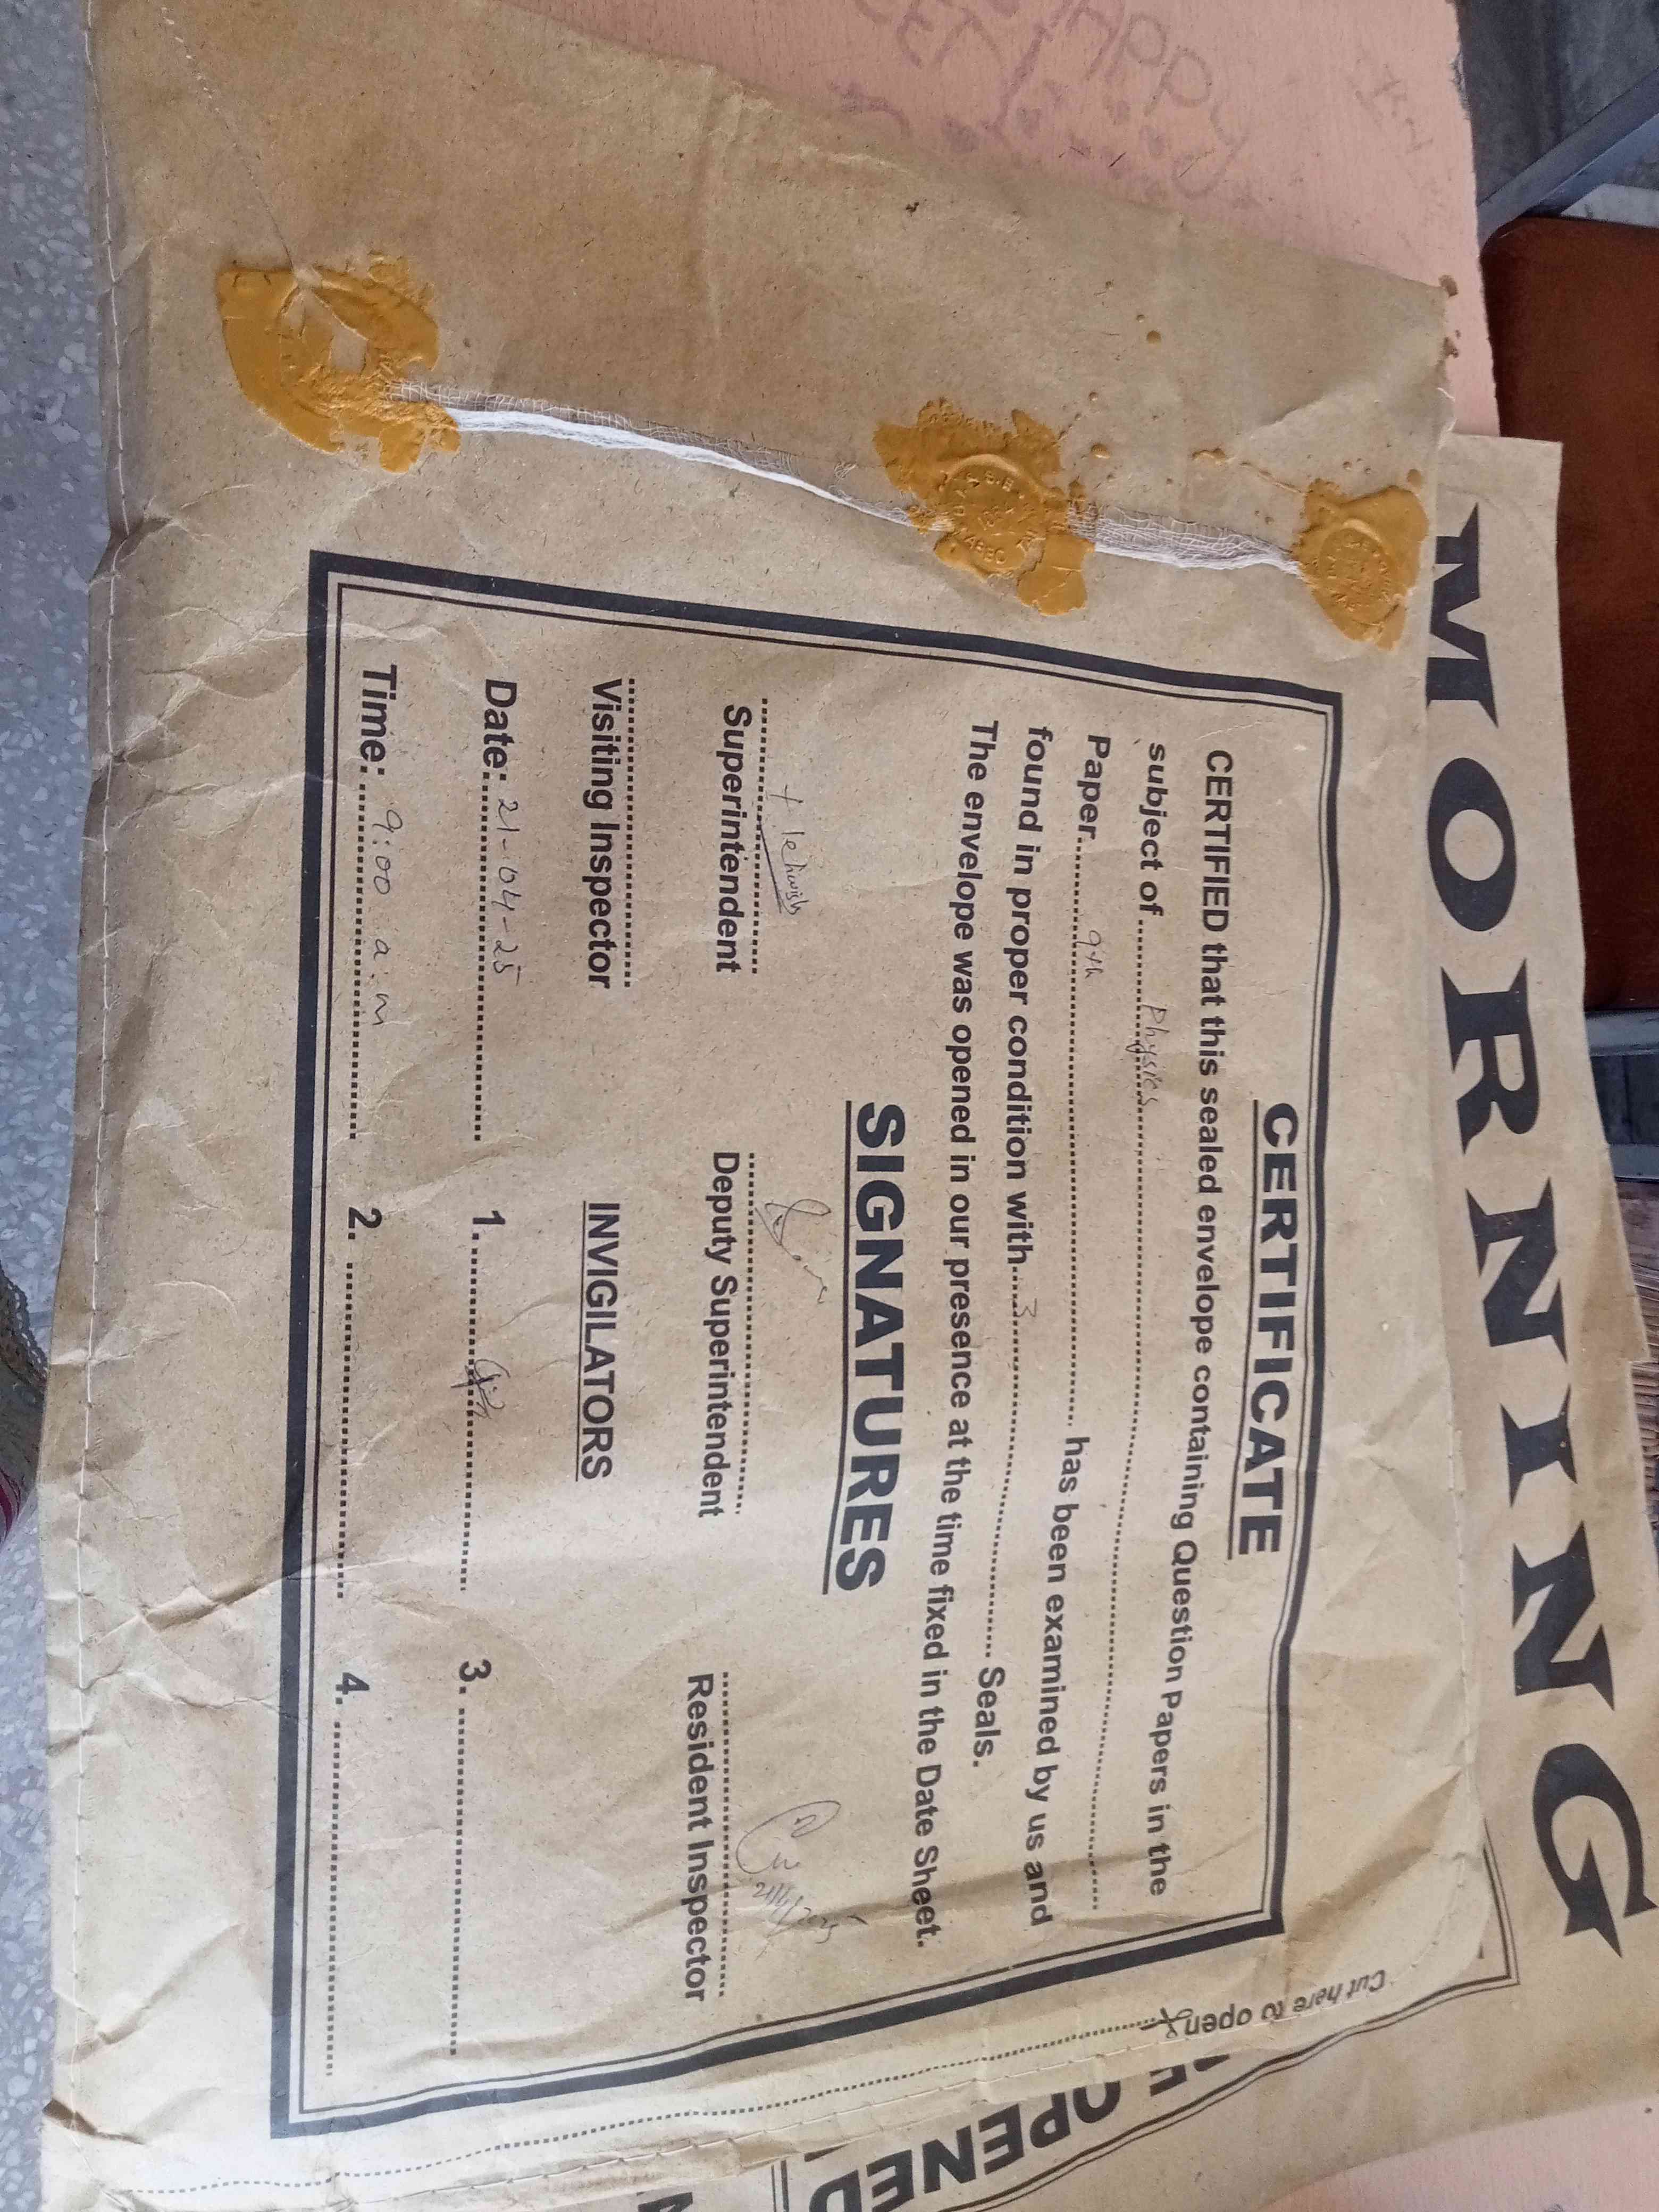 MORNING
CERTIFICATE
CERTIFIED that this sealed envelope containing Question Papers in the
subject of Physics
Paper 9th has been examined by us and
found in proper condition with 3 Seals.
The envelope was opened in our presence at the time fixed in the Date Sheet.
SIGNATURES
Superintendent Deputy Superintendent Resident Inspector
Visiting Inspector INVIGILATORS
Date: 21-04-25 1. 3.
Time: 9:00 a.m 2. 4.
Cut here to open
OPENED
HAPPY